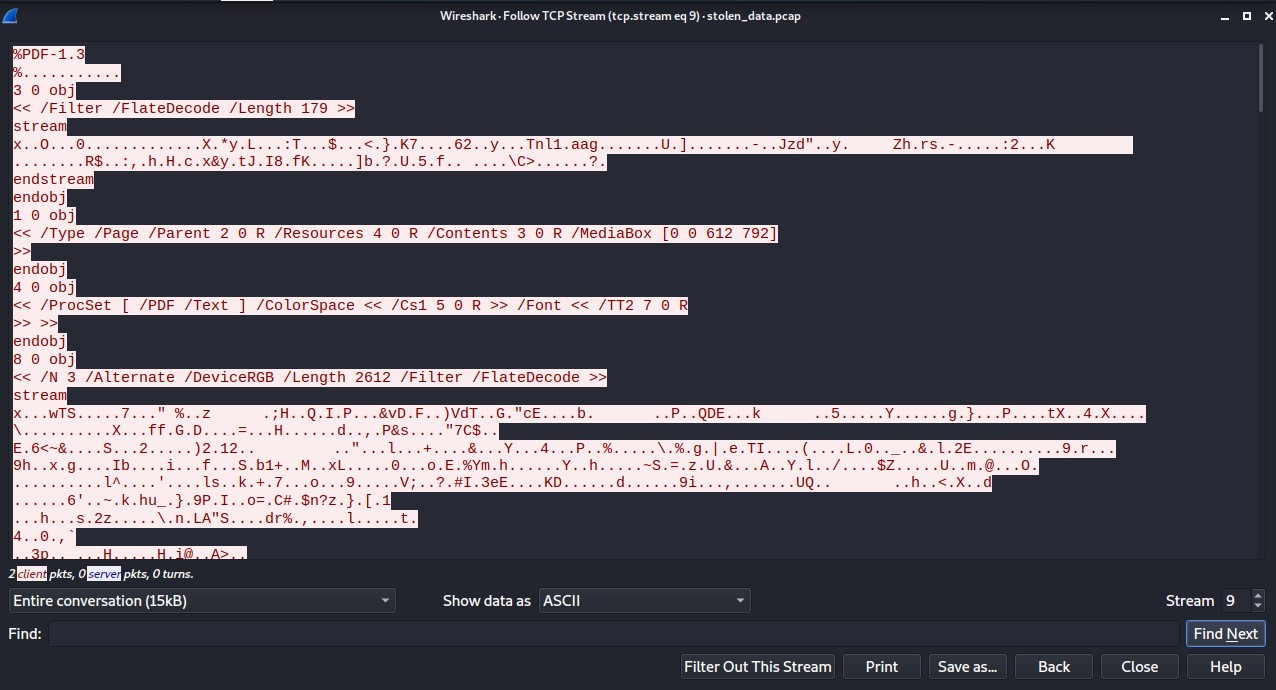 Wireshark · Follow TCP Stream (tcp.stream eq 9) · stolen_data.pcap
%PDF-1.3
%...........
3 0 obj
<< /Filter /FlateDecode /Length 179 >>
stream
x..O...0.............X.*y.L...:T...$...<.}.K7....62..y...Tnl1.aag.......U.].......-..Jzd"..y.     Zh.rs.-.....:2...K
........R$..:,.h.H.c.x&y.tJ.I8.fK.....]b.?.U.5.f.. ....\C>......?.
endstream
endobj
1 0 obj
<< /Type /Page /Parent 2 0 R /Resources 4 0 R /Contents 3 0 R /MediaBox [0 0 612 792]
>>
endobj
4 0 obj
<< /ProcSet [ /PDF /Text ] /ColorSpace << /Cs1 5 0 R >> /Font << /TT2 7 0 R
>> >>
endobj
8 0 obj
<< /N 3 /Alternate /DeviceRGB /Length 2612 /Filter /FlateDecode >>
stream
x...wTS.....7..." %..z      .;H..Q.I.P...&vD.F..)VdT..G."cE....b.      ..P..QDE...k      ..5.....Y......g.}...P....tX..4.X....
\..........X...ff.G.D....=...H......d..,.P&s...."7C$..
E.6<~&....S...2.....)2.12..         .."...l...+....&...Y...4...P..%.....\.%.g.|.e.TI....(....L.0.._..&.l.2E..........9.r...
9h..x.g....Ib....i...f...S.b1+..M..xL.....0...o.E.%Ym.h......Y..h.....~S.=.z.U.&...A..Y.l../....$Z.....U..m.@...O.
..........l^....'....ls..k.+.7...o...9.....V;..?.#I.3eE....KD......d......9i...,.......UQ..      ..h..<.X..d
......6'..~.k.hu_.}.9P.I..o=.C#.$n?z.}.[.1
...h...s.2z.....\.n.LA"S....dr%.,....l.....t.
4..0.,`
..3p.. ...H.....H.i@..A>..
2 client pkts, 0 server pkts, 0 turns.
Entire conversation (15kB) Show data as ASCII Stream 9
Find: Find Next
Filter Out This Stream Print Save as... Back Close Help